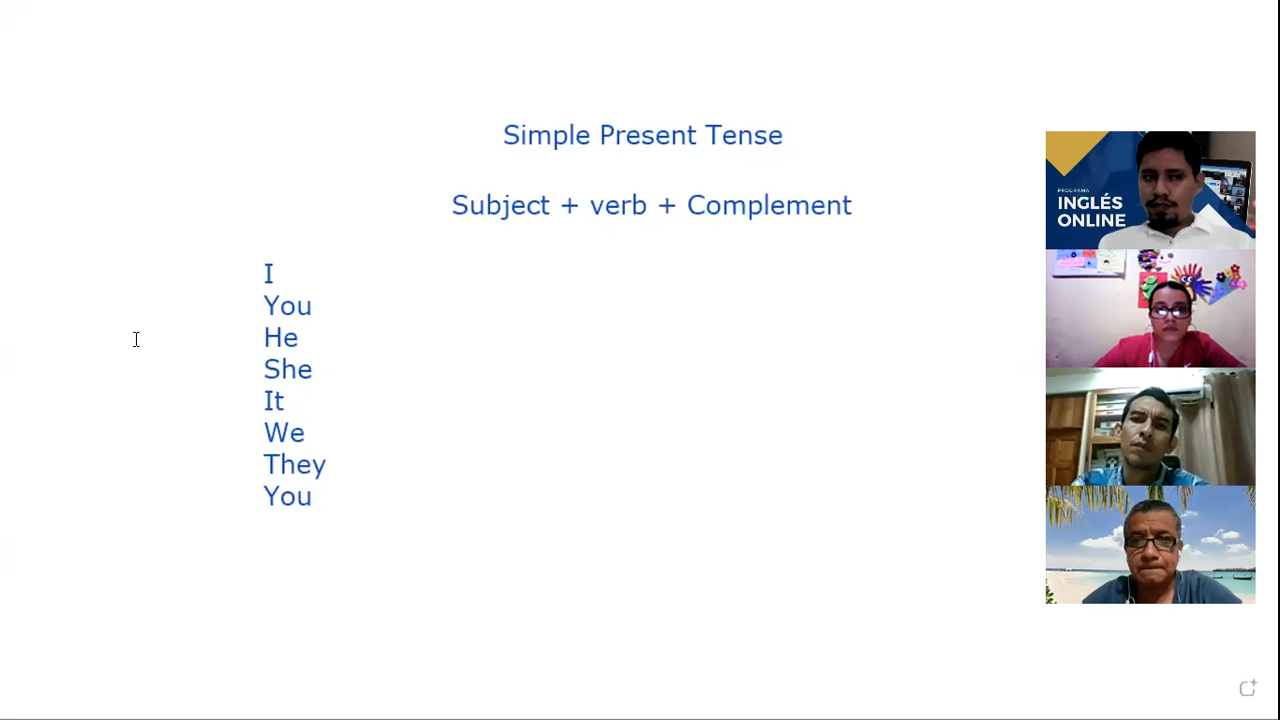 Simple Present Tense
Subject + verb + Complement
I
You
He
She
It
We
They
You
PROGRAMA
INGLÉS
ONLINE